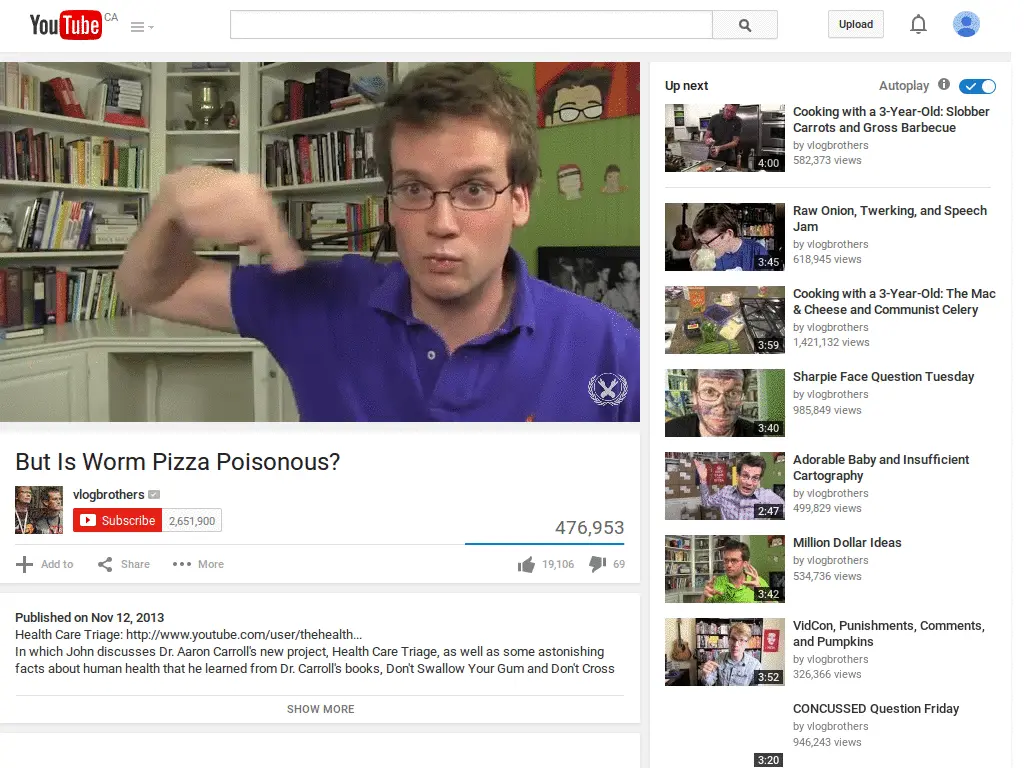 YouTube CA
Upload
But Is Worm Pizza Poisonous?
vlogbrothers
Subscribe 2,651,900
476,953
Add to Share More 19,106 69
Published on Nov 12, 2013
Health Care Triage: http://www.youtube.com/user/thehealth...
In which John discusses Dr. Aaron Carroll's new project, Health Care Triage, as well as some astonishing
facts about human health that he learned from Dr. Carroll's books, Don't Swallow Your Gum and Don't Cross
SHOW MORE
Up next Autoplay
4:00
Cooking with a 3-Year-Old: Slobber
Carrots and Gross Barbecue
by vlogbrothers
582,373 views
3:45
Raw Onion, Twerking, and Speech
Jam
by vlogbrothers
618,945 views
3:59
Cooking with a 3-Year-Old: The Mac
& Cheese and Communist Celery
by vlogbrothers
1,421,132 views
3:40
Sharpie Face Question Tuesday
by vlogbrothers
985,849 views
2:47
Adorable Baby and Insufficient
Cartography
by vlogbrothers
499,829 views
3:42
Million Dollar Ideas
by vlogbrothers
534,736 views
3:52
VidCon, Punishments, Comments,
and Pumpkins
by vlogbrothers
326,366 views
3:20
CONCUSSED Question Friday
by vlogbrothers
946,243 views